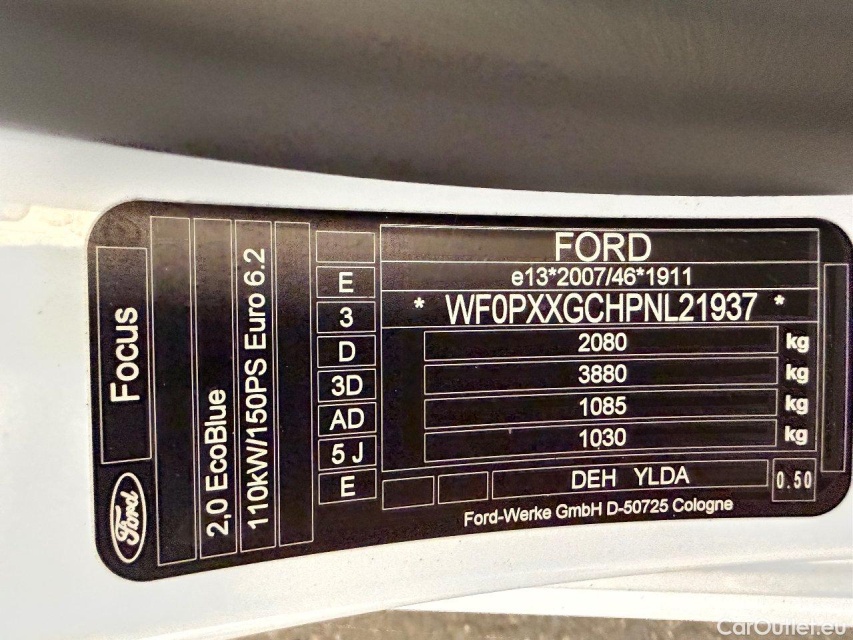 FORD
e13*2007/46*1911
* WF0PXXGCHPNL21937 *
2080 kg
3880 kg
1085 kg
1030 kg
DEH YLDA
0.50
Ford-Werke GmbH D-50725 Cologne
E
3
D
3D
AD
5 J
E
110kW/150PS Euro 6.2
2,0 EcoBlue
Focus
Ford
CarOutlet.eu